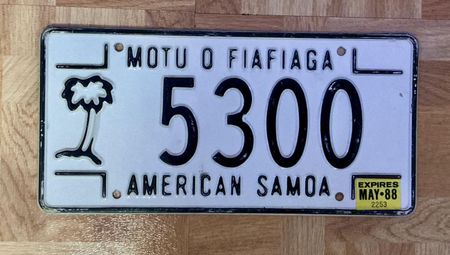 MOTU O FIAFIAGA
5300
AMERICAN SAMOA
EXPIRES
MAY•88
2253